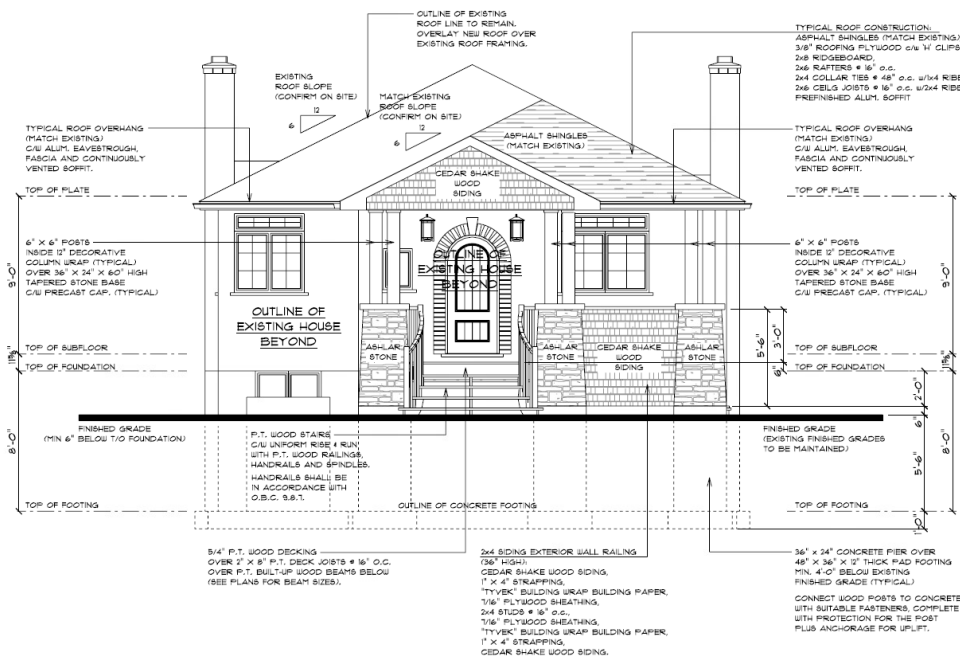 OUTLINE OF EXISTING
ROOF LINE TO REMAIN.
OVERLAY NEW ROOF OVER
EXISTING ROOF FRAMING.
TYPICAL ROOF CONSTRUCTION:
ASPHALT SHINGLES (MATCH EXISTING)
3/8" ROOFING PLYWOOD c/w 'H' CLIPS
2x8 RIDGEBOARD,
2x6 RAFTERS @ 16" o.c.
2x4 COLLAR TIES @ 48" o.c. w/1x4 RIBB
2x6 CEILG JOISTS @ 16" o.c. w/2x4 RIBB
PREFINISHED ALUM. SOFFIT
EXISTING
ROOF SLOPE
(CONFIRM ON SITE)
12
6
MATCH EXISTING
ROOF SLOPE
(CONFIRM ON SITE)
12
6
TYPICAL ROOF OVERHANG
(MATCH EXISTING)
C/W ALUM. EAVESTROUGH,
FASCIA AND CONTINUOUSLY
VENTED SOFFIT.
ASPHALT SHINGLES
(MATCH EXISTING)
TYPICAL ROOF OVERHANG
(MATCH EXISTING)
C/W ALUM. EAVESTROUGH,
FASCIA AND CONTINUOUSLY
VENTED SOFFIT.
CEDAR SHAKE
WOOD
SIDING
TOP OF PLATE
TOP OF PLATE
6" X 6" POSTS
INSIDE 12" DECORATIVE
COLUMN WRAP (TYPICAL)
OVER 36" X 24" X 60" HIGH
TAPERED STONE BASE
C/W PRECAST CAP. (TYPICAL)
9'-0"
OUTLINE OF
EXISTING HOUSE
BEYOND
6" X 6" POSTS
INSIDE 12" DECORATIVE
COLUMN WRAP (TYPICAL)
OVER 36" X 24" X 60" HIGH
TAPERED STONE BASE
C/W PRECAST CAP. (TYPICAL)
9'-0"
OUTLINE OF
EXISTING HOUSE
BEYOND
ASHLAR
STONE
ASHLAR
STONE
CEDAR SHAKE
WOOD
SIDING
ASHLAR
STONE
5'-6"
3'-0"
6"
TOP OF SUBFLOOR
TOP OF SUBFLOOR
TOP OF FOUNDATION
TOP OF FOUNDATION
2'-0"
FINISHED GRADE
(MIN 6" BELOW T/O FOUNDATION)
8'-0"
P.T. WOOD STAIRS
C/W UNIFORM RISE & RUN
WITH P.T. WOOD RAILINGS,
HANDRAILS AND SPINDLES.
HANDRAILS SHALL BE
IN ACCORDANCE WITH
O.B.C. 9.8.7.
FINISHED GRADE
(EXISTING FINISHED GRADES
TO BE MAINTAINED)
6"
5'-6"
8'-0"
TOP OF FOOTING
OUTLINE OF CONCRETE FOOTING
TOP OF FOOTING
1'-0"
5/4" P.T. WOOD DECKING
OVER 2" X 8" P.T. DECK JOISTS @ 16" O.C.
OVER P.T. BUILT-UP WOOD BEAMS BELOW
(SEE PLANS FOR BEAM SIZES).
2x4 SIDING EXTERIOR WALL RAILING
(36" HIGH):
CEDAR SHAKE WOOD SIDING,
1" X 4" STRAPPING,
"TYVEK" BUILDING WRAP BUILDING PAPER,
7/16" PLYWOOD SHEATHING,
2x4 STUDS @ 16" o.c.,
7/16" PLYWOOD SHEATHING,
"TYVEK" BUILDING WRAP BUILDING PAPER,
1" X 4" STRAPPING,
CEDAR SHAKE WOOD SIDING.
36" x 24" CONCRETE PIER OVER
48" X 36" X 12" THICK PAD FOOTING
MIN. 4'-0" BELOW EXISTING
FINISHED GRADE (TYPICAL)
CONNECT WOOD POSTS TO CONCRETE
WITH SUITABLE FASTENERS, COMPLETE
WITH PROTECTION FOR THE POST
PLUS ANCHORAGE FOR UPLIFT.